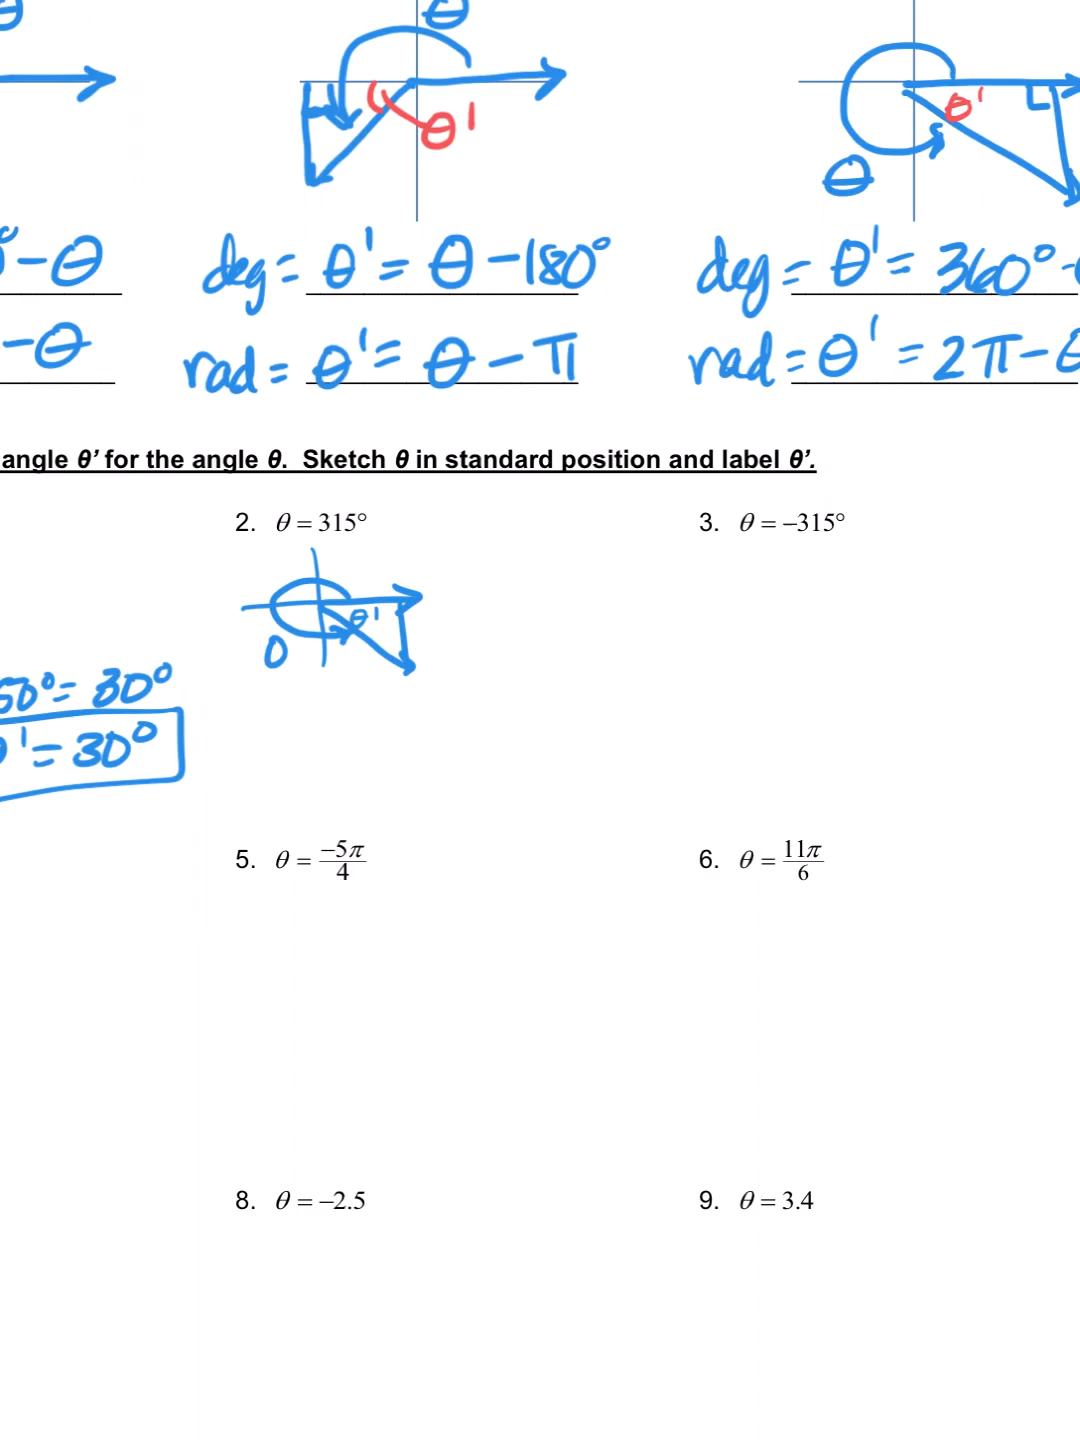 θ
θ
θ'
θ'
θ
°-θ
deg = θ' = θ - 180°
deg = θ' = 360° -
-θ
rad = θ' = θ - π
rad = θ' = 2π - θ
angle θ’ for the angle θ.  Sketch θ in standard position and label θ’.
2. θ = 315°
3. θ = –315°
θ'
0
50° = 30°
θ' = 30°
5. θ = −5π/4
6. θ = 11π/6
8. θ = –2.5
9. θ = 3.4